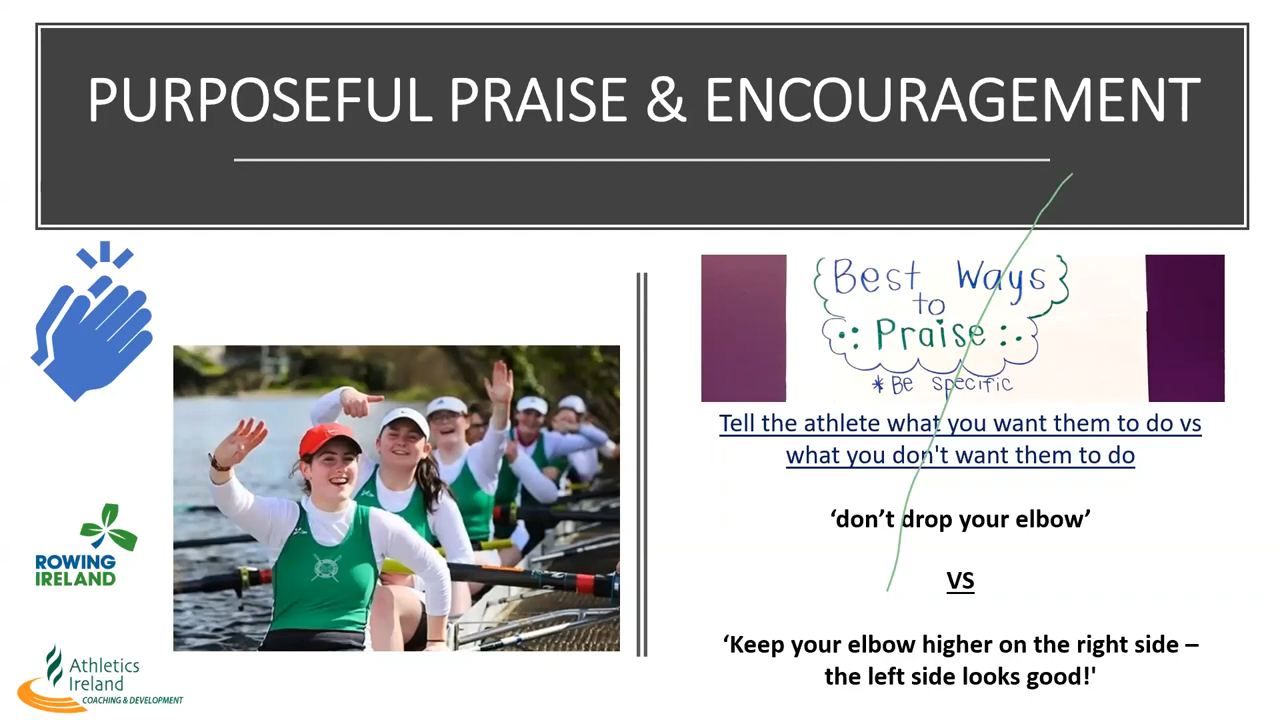 PURPOSEFUL PRAISE & ENCOURAGEMENT
Best Ways
to
Praise
* Be specific
Tell the athlete what you want them to do vs
what you don't want them to do
‘don’t drop your elbow’
VS
‘Keep your elbow higher on the right side –
the left side looks good!'
ROWING
IRELAND
Athletics
Ireland
COACHING & DEVELOPMENT